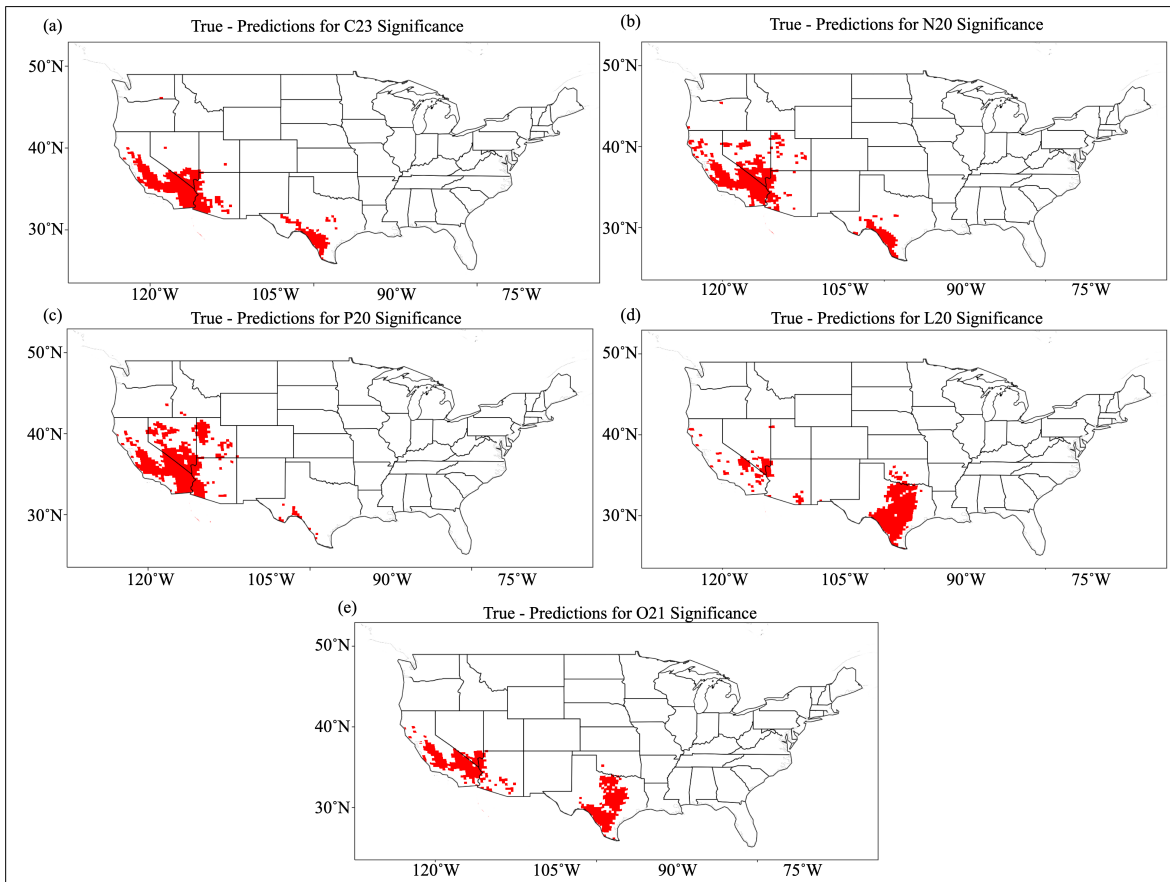 (a)
True - Predictions for C23 Significance
50°N
40°N
30°N
120°W 105°W 90°W 75°W
(b)
True - Predictions for N20 Significance
50°N
40°N
30°N
120°W 105°W 90°W 75°W
(c)
True - Predictions for P20 Significance
50°N
40°N
30°N
120°W 105°W 90°W 75°W
(d)
True - Predictions for L20 Significance
50°N
40°N
30°N
120°W 105°W 90°W 75°W
(e)
True - Predictions for O21 Significance
50°N
40°N
30°N
120°W 105°W 90°W 75°W